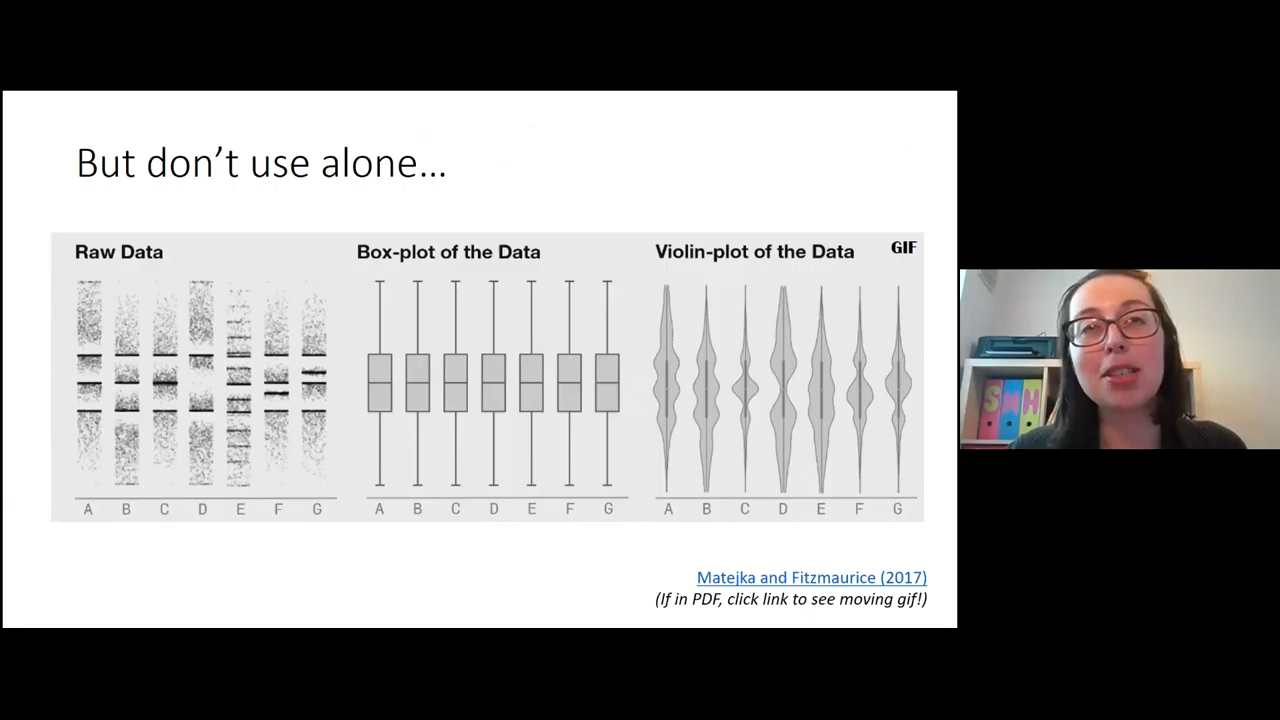 But don’t use alone...
Raw Data
Box-plot of the Data
Violin-plot of the Data
GIF
A B C D E F G
A B C D E F G
A B C D E F G
Matejka and Fitzmaurice (2017)
(If in PDF, click link to see moving gif!)
S M H